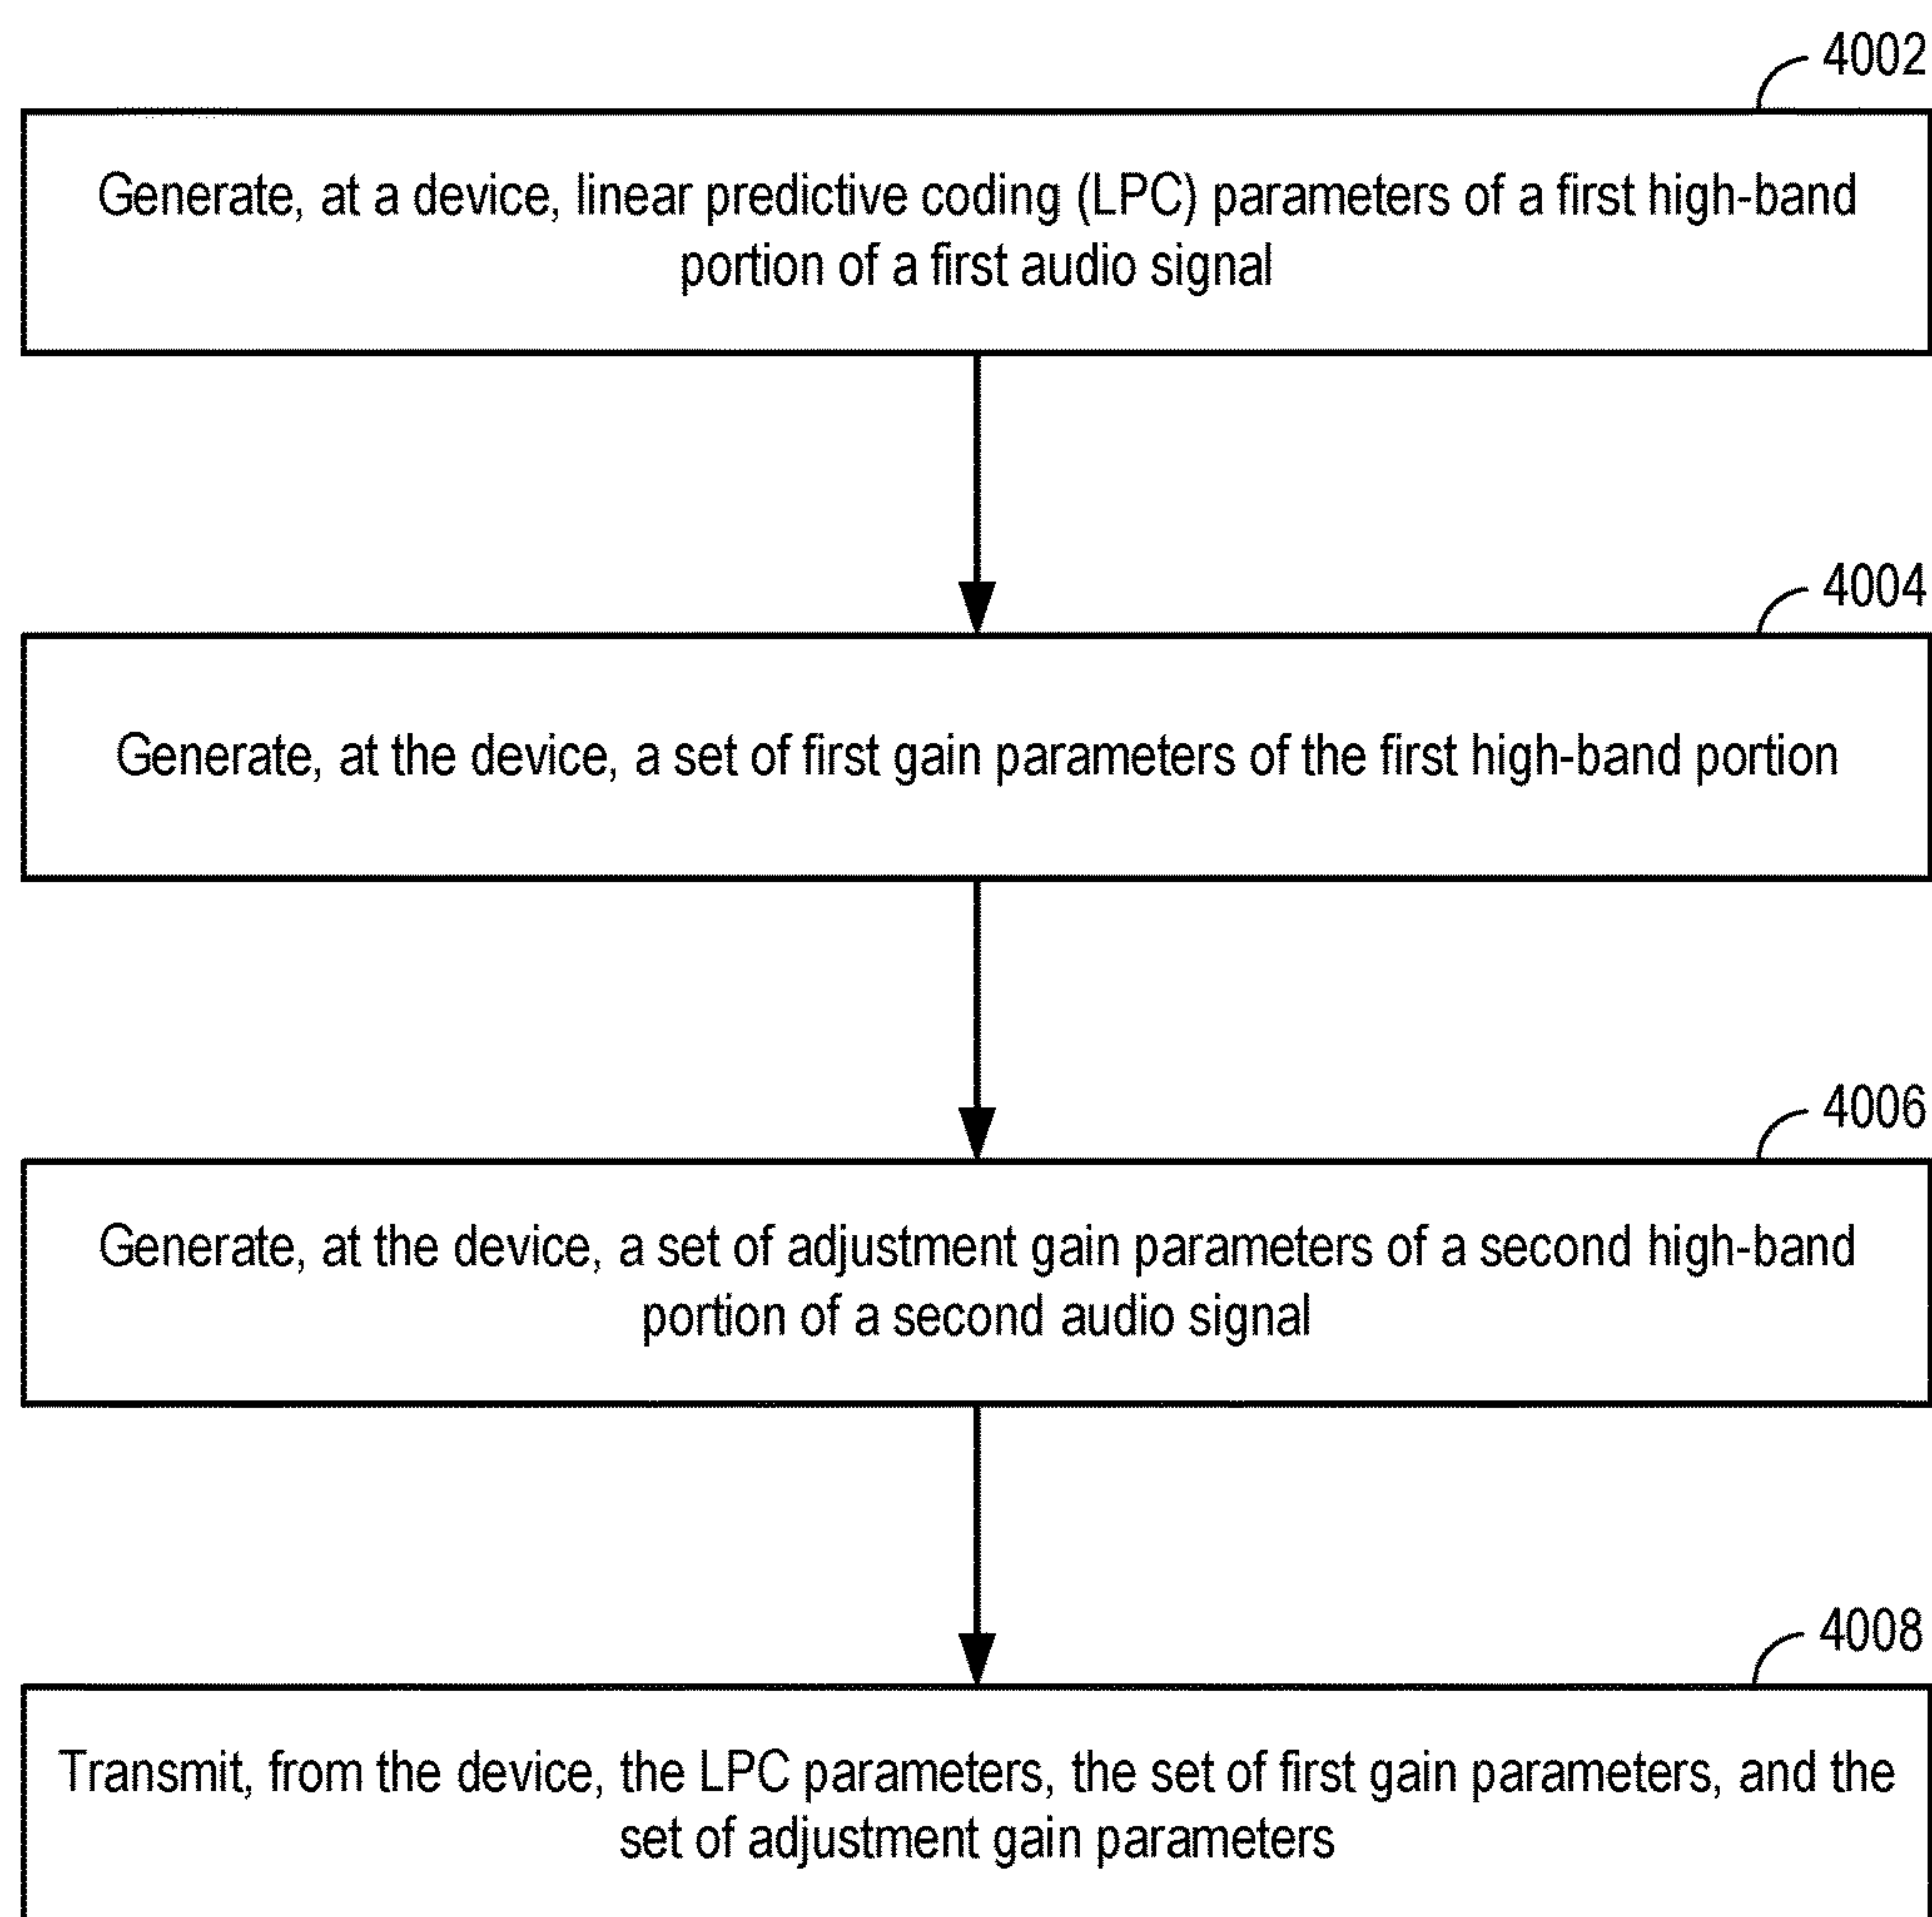 4002
Generate, at a device, linear predictive coding (LPC) parameters of a first high-band
portion of a first audio signal
4004
Generate, at the device, a set of first gain parameters of the first high-band portion
4006
Generate, at the device, a set of adjustment gain parameters of a second high-band
portion of a second audio signal
4008
Transmit, from the device, the LPC parameters, the set of first gain parameters, and the
set of adjustment gain parameters